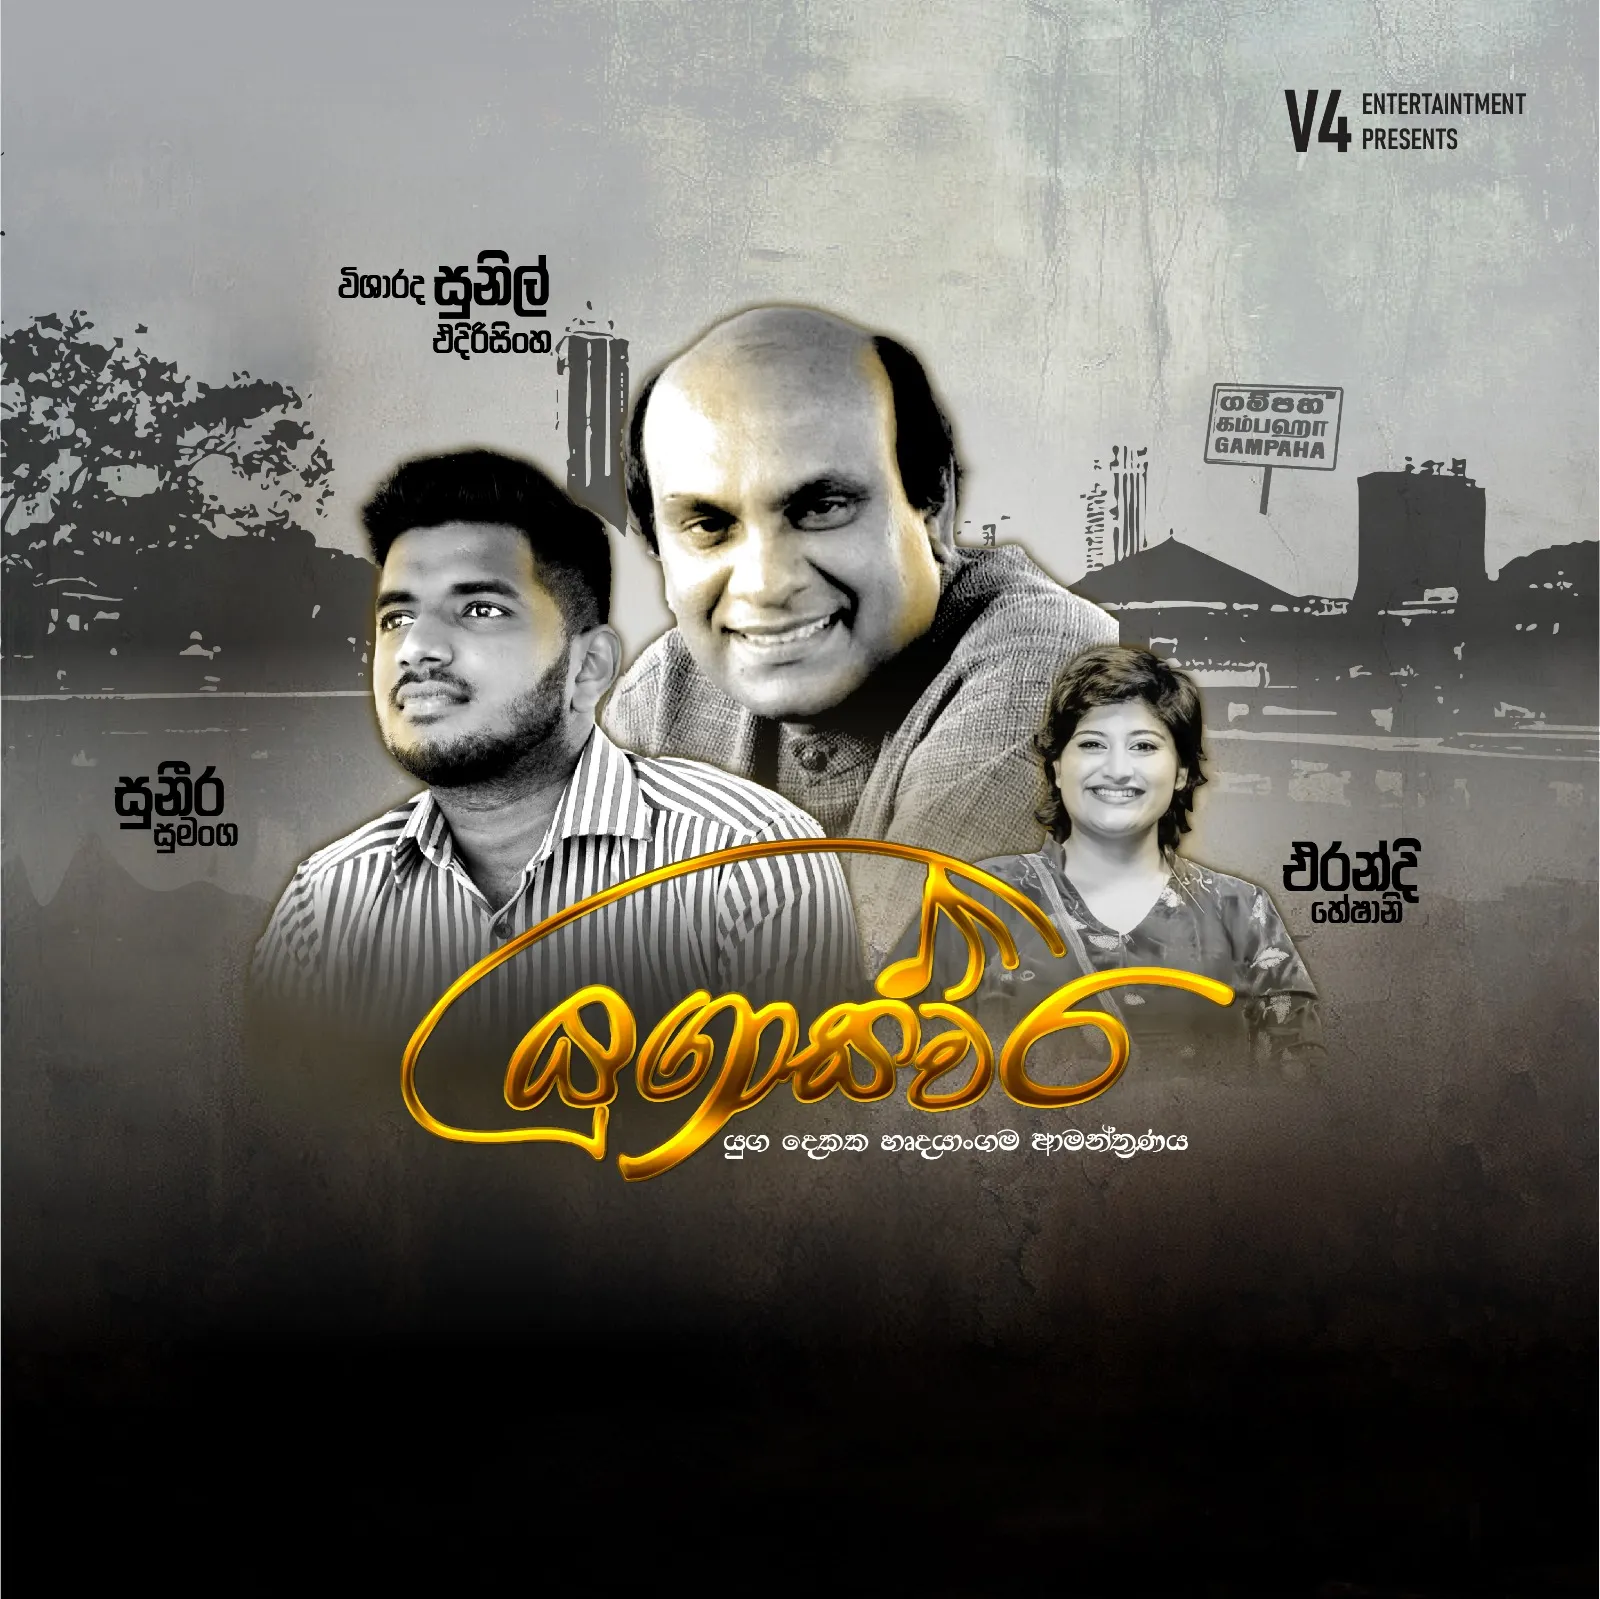 V4 ENTERTAINTMENT
PRESENTS
විශාරද සුනිල්
එදිරිසිංහ
ගම්පහ
கம்பஹா
GAMPAHA
සුනීර
සුමංග
එරන්දි
හේෂානි
යුගාස්වර
යුග දෙකක හෘදයාංගම ආමන්ත්‍රණය